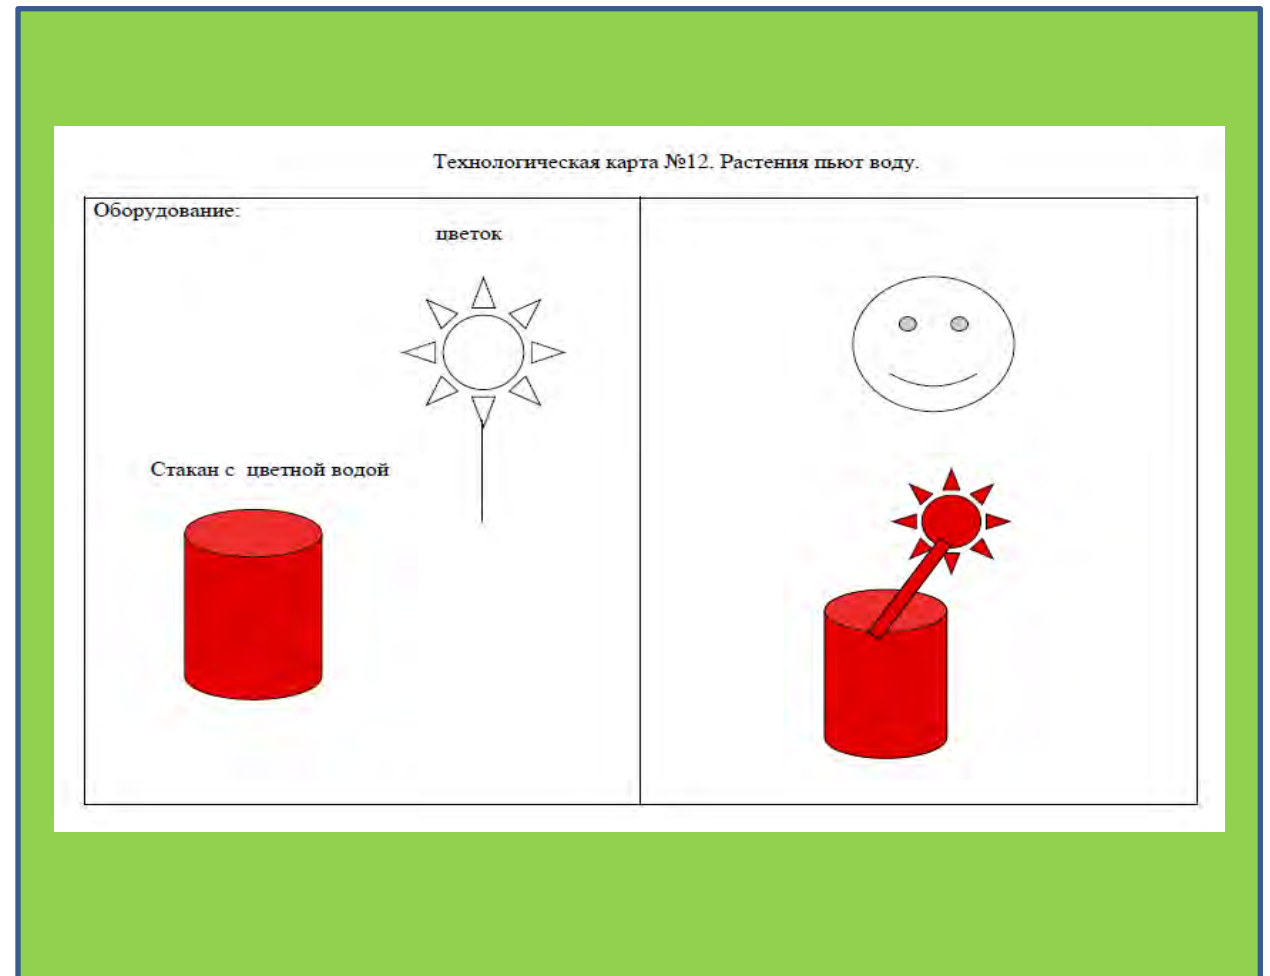 Технологическая карта №12. Растения пьют воду.
Оборудование:
цветок
Стакан с цветной водой